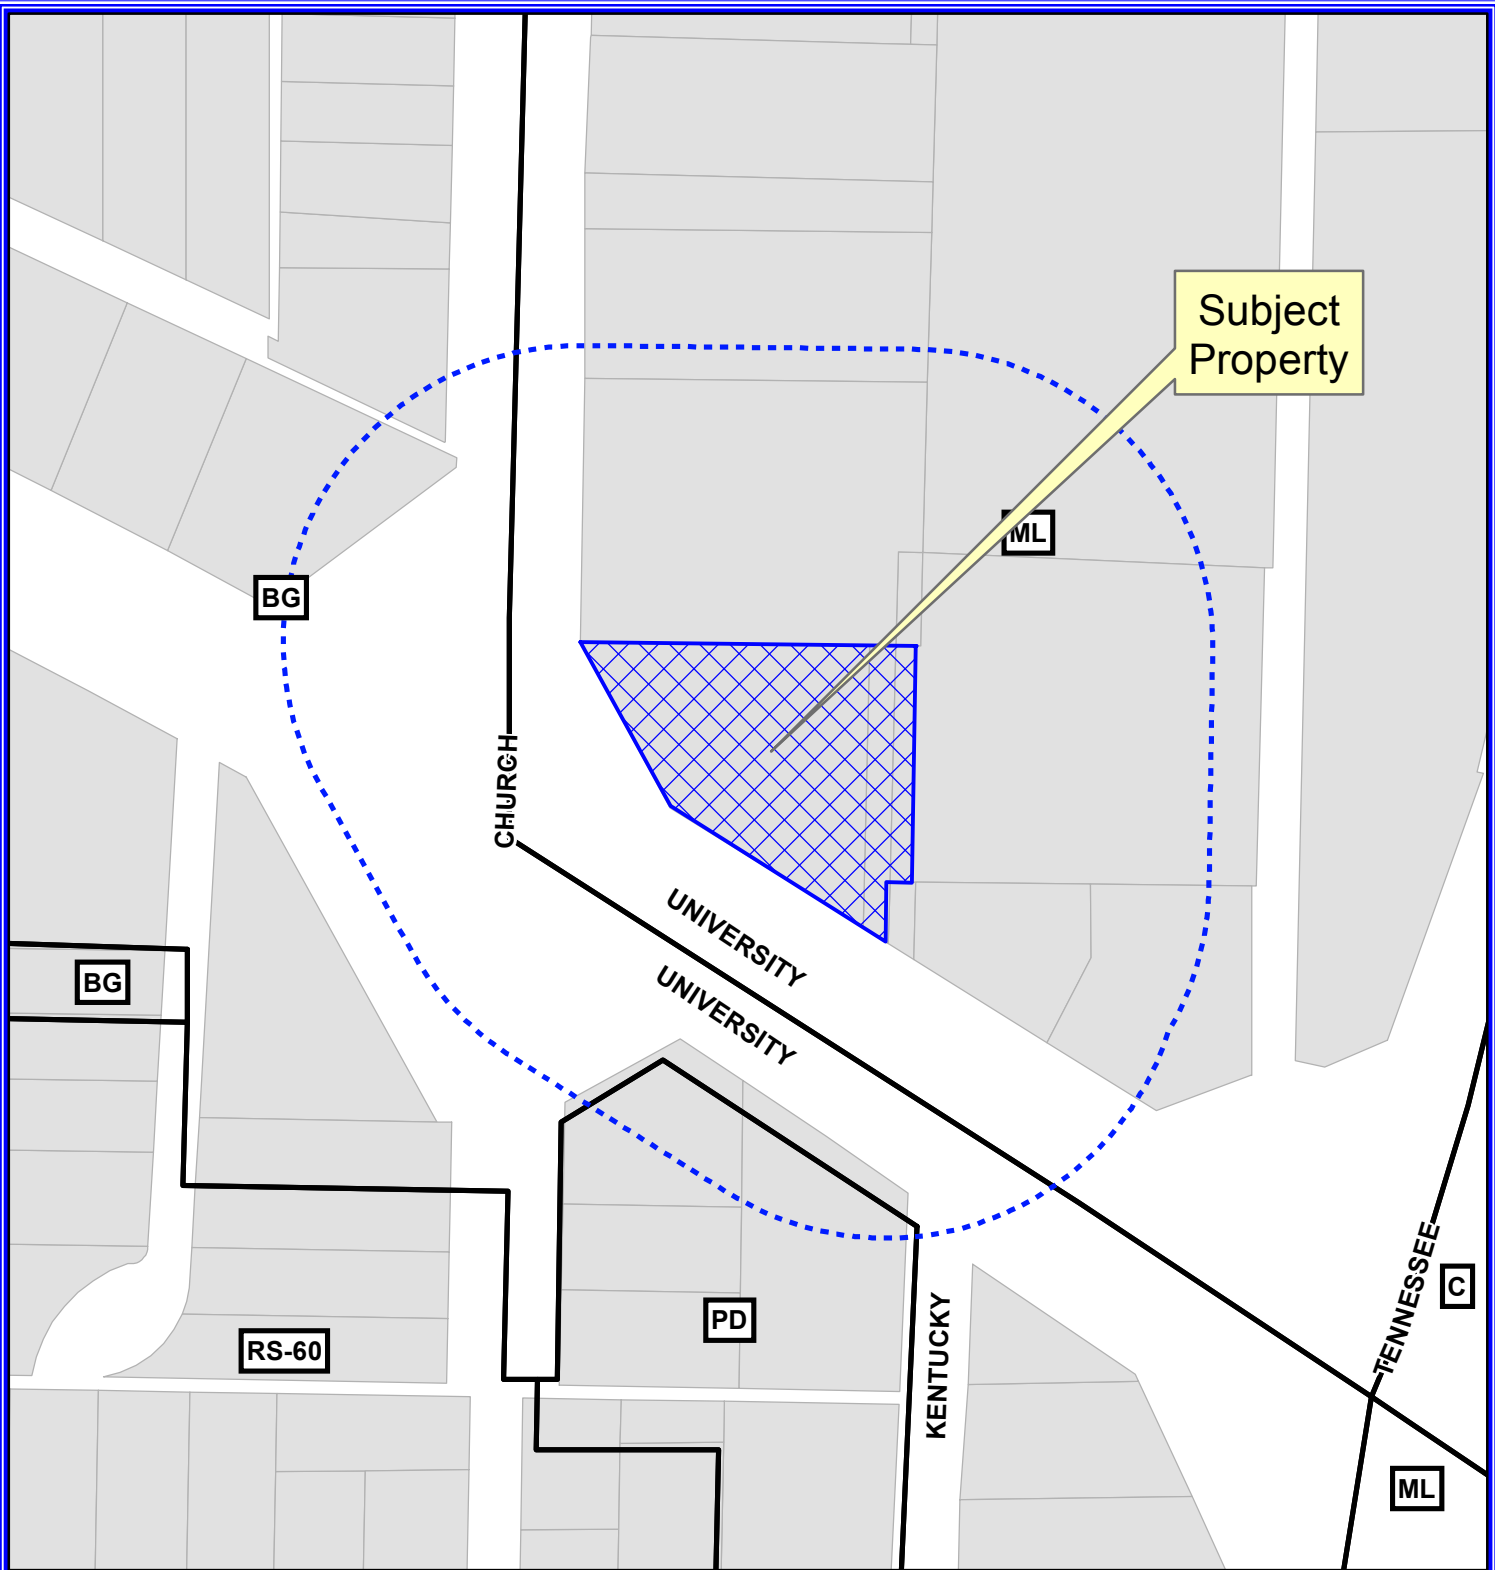 Subject
Property
ML
BG
CHURCH
UNIVERSITY
UNIVERSITY
BG
TENNESSEE
C
PD
KENTUCKY
RS-60
ML